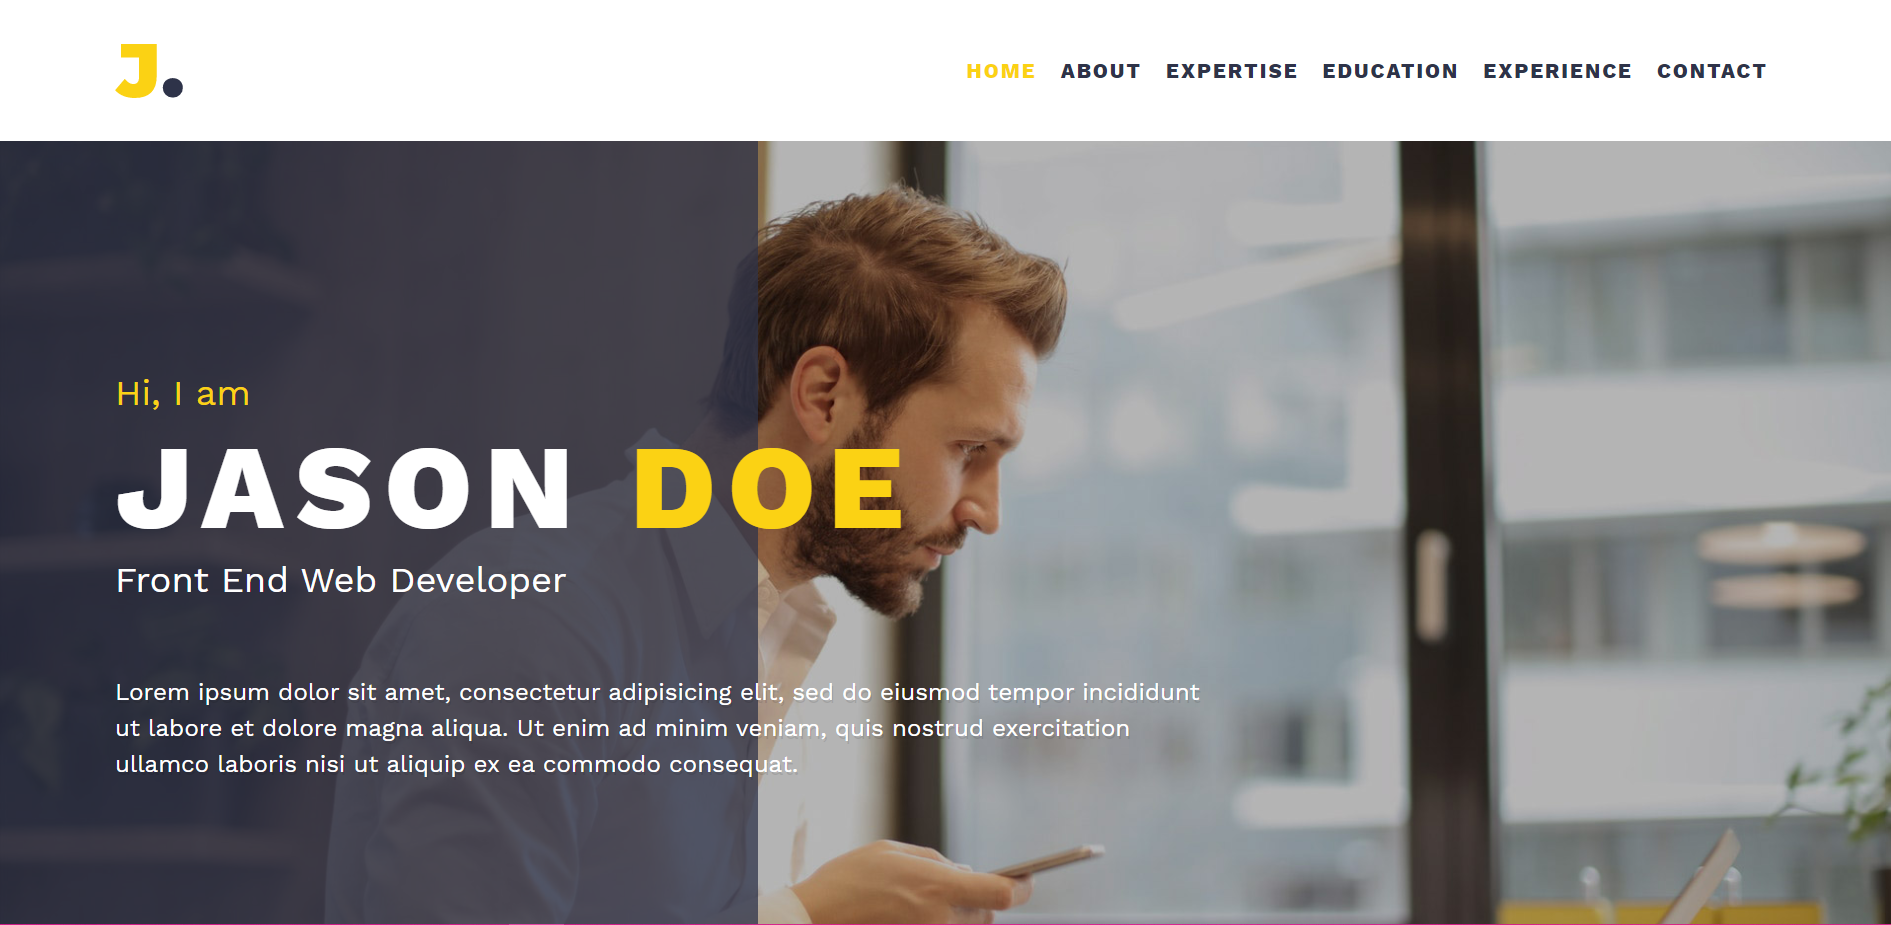 J.
HOME ABOUT EXPERTISE EDUCATION EXPERIENCE CONTACT
Hi, I am
JASON DOE
Front End Web Developer
Lorem ipsum dolor sit amet, consectetur adipisicing elit, sed do eiusmod tempor incididunt
ut labore et dolore magna aliqua. Ut enim ad minim veniam, quis nostrud exercitation
ullamco laboris nisi ut aliquip ex ea commodo consequat.